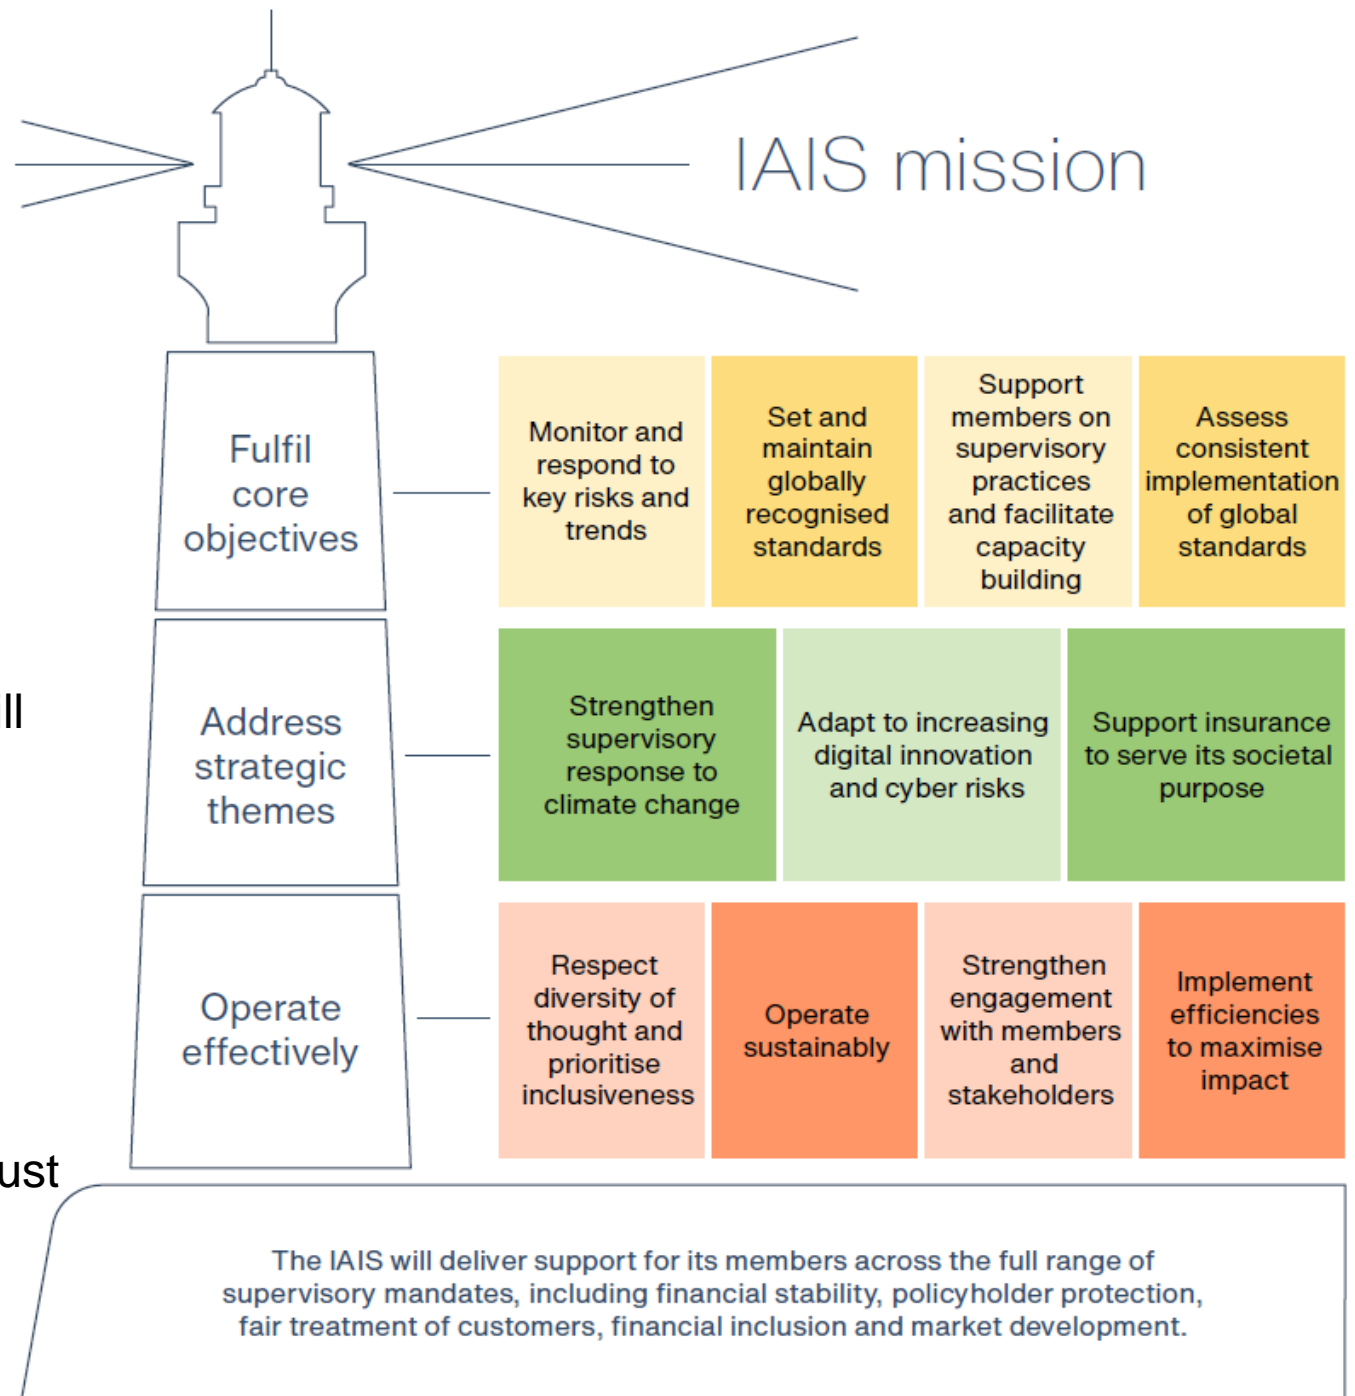 IAIS mission
Fulfil
core
objectives
Monitor and
respond to
key risks and
trends
Set and
maintain
globally
recognised
standards
Support
members on
supervisory
practices
and facilitate
capacity
building
Assess
consistent
implementation
of global
standards
ill
Address
strategic
themes
Strengthen
supervisory
response to
climate change
Adapt to increasing
digital innovation
and cyber risks
Support insurance
to serve its societal
purpose
Operate
effectively
Respect
diversity of
thought and
prioritise
inclusiveness
Operate
sustainably
Strengthen
engagement
with members
and
stakeholders
Implement
efficiencies
to maximise
impact
ust
The IAIS will deliver support for its members across the full range of
supervisory mandates, including financial stability, policyholder protection,
fair treatment of customers, financial inclusion and market development.